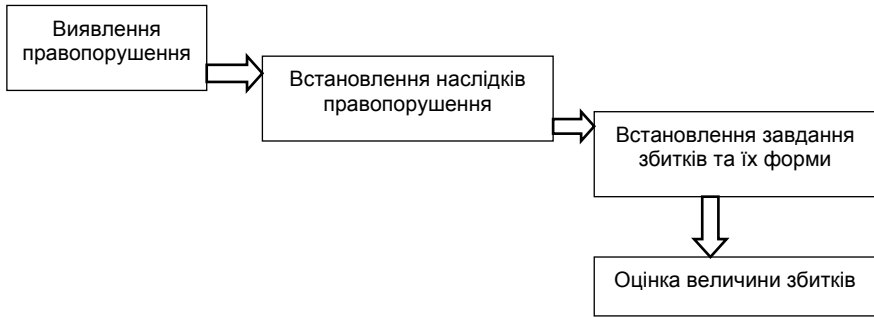 Виявлення
правопорушення
Встановлення наслідків
правопорушення
Встановлення завдання
збитків та їх форми
Оцінка величини збитків